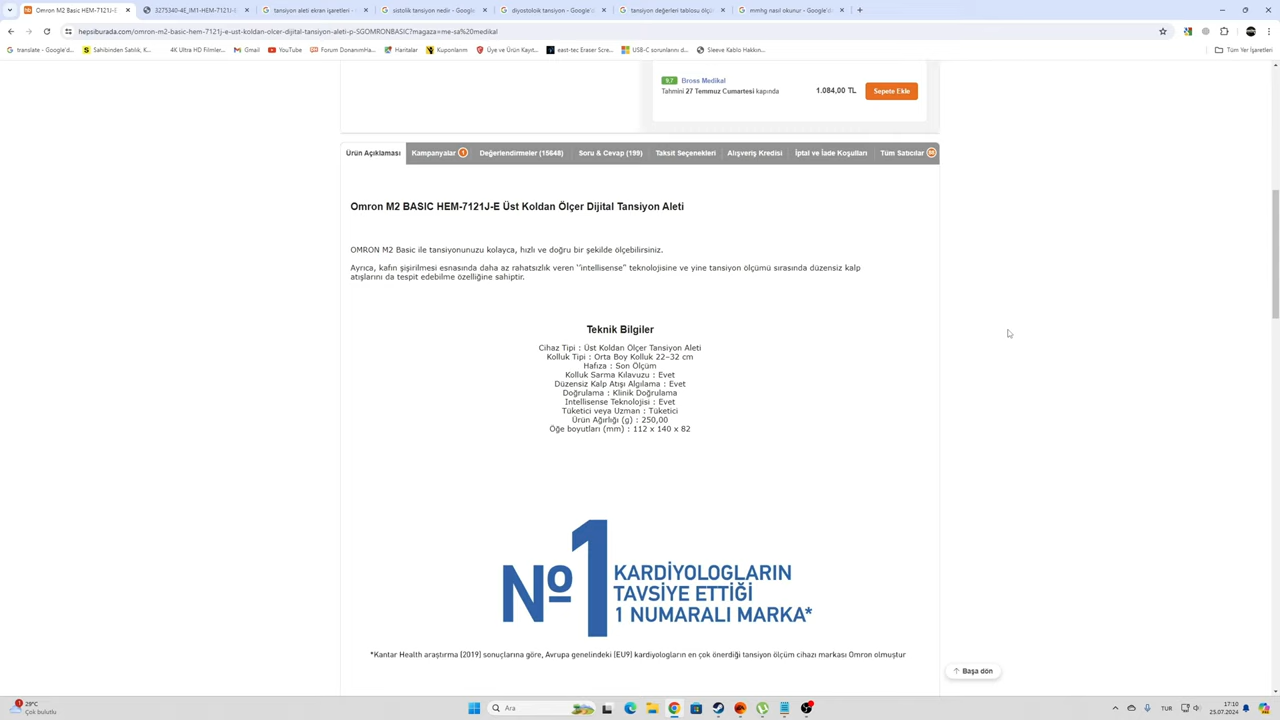 Omron M2 Basic HEM-7121J-E
3275340-4E_IM1-HEM-7121J-E
tansiyon aleti ekran işaretleri -
sistolik tansiyon nedir - Google
diyostoloik tansiyon - Google'd
tansiyon değerleri tablosu ölçü
mmhg nasıl okunur - Google'da
hepsiburada.com/omron-m2-basic-hem-7121j-e-ust-koldan-olcer-dijital-tansiyon-aleti-p-SGOMRONBASIC?magaza=me-sa%20medikal
translate - Google'd...
Sahibinden Satılık, K...
4K Ultra HD Filmler...
Gmail
YouTube
Forum DonanımHa...
Haritalar
Kuponlarım
Üye ve Ürün Kayıt...
east-tec Eraser Scre...
USB-C sorunlarını d...
Sleeve Kablo Hakkın...
Tüm Yer İşaretleri
9,7 Bross Medikal
Tahmini 27 Temmuz Cumartesi kapında
1.084,00 TL
Sepete Ekle
Ürün Açıklaması
Kampanyalar
Değerlendirmeler (15648)
Soru & Cevap (199)
Taksit Seçenekleri
Alışveriş Kredisi
İptal ve İade Koşulları
Tüm Satıcılar
Omron M2 BASIC HEM-7121J-E Üst Koldan Ölçer Dijital Tansiyon Aleti
OMRON M2 Basic ile tansiyonunuzu kolayca, hızlı ve doğru bir şekilde ölçebilirsiniz.
Ayrıca, kafın şişirilmesi esnasında daha az rahatsızlık veren ''intellisense" teknolojisine ve yine tansiyon ölçümü sırasında düzensiz kalp
atışlarını da tespit edebilme özelliğine sahiptir.
Teknik Bilgiler
Cihaz Tipi : Üst Koldan Ölçer Tansiyon Aleti
Kolluk Tipi : Orta Boy Kolluk 22–32 cm
Hafıza : Son Ölçüm
Kolluk Sarma Kılavuzu : Evet
Düzensiz Kalp Atışı Algılama : Evet
Doğrulama : Klinik Doğrulama
Intellisense Teknolojisi : Evet
Tüketici veya Uzman : Tüketici
Ürün Ağırlığı (g) : 250,00
Öğe boyutları (mm) : 112 x 140 x 82
Nº1
KARDİYOLOGLARIN
TAVSİYE ETTİĞİ
1 NUMARALI MARKA*
*Kantar Health araştırma (2019) sonuçlarına göre, Avrupa genelindeki (EU9) kardiyologların en çok önerdiği tansiyon ölçüm cihazı markası Omron olmuştur
Başa dön
29°C
Çok bulutlu
Ara
TUR
17:10
25.07.2024